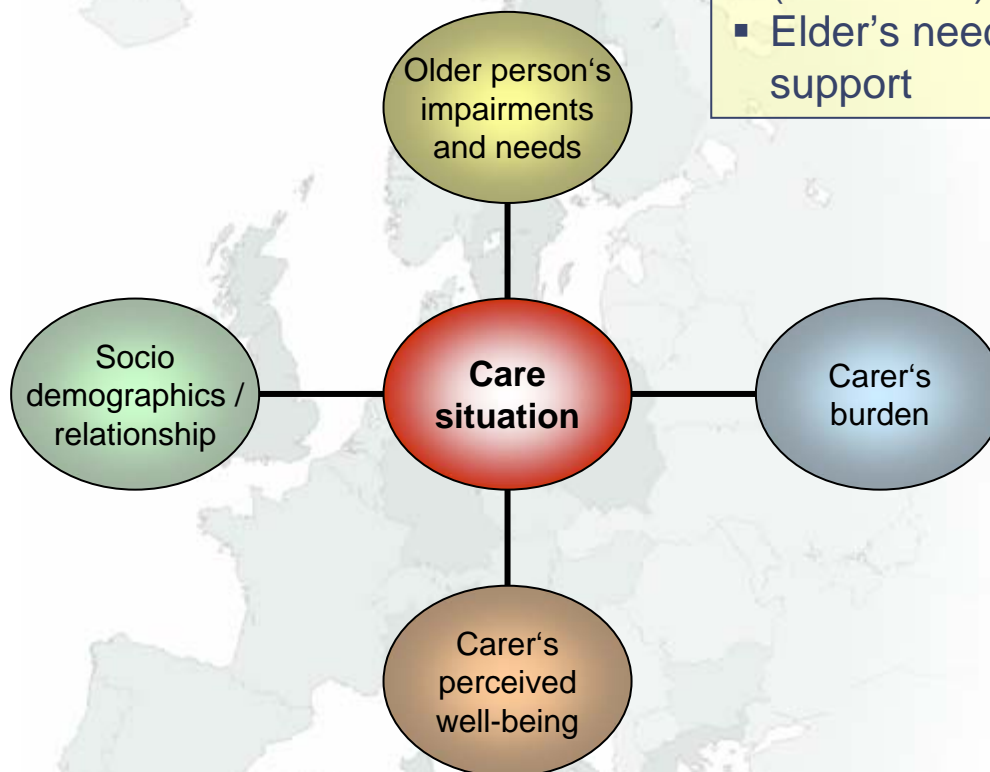 ▪ Elder's need
support
Older person‘s
impairments
and needs
Socio
demographics /
relationship
Care
situation
Carer‘s
burden
Carer‘s
perceived
well-being